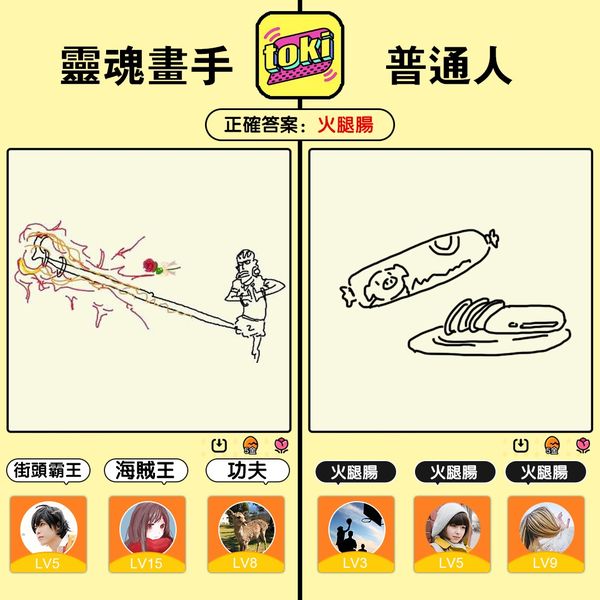 靈魂畫手
toki
普通人
正確答案：火腿腸
2
街頭霸王
海賊王
功夫
火腿腸
火腿腸
火腿腸
LV5
LV15
LV8
LV3
LV5
LV9